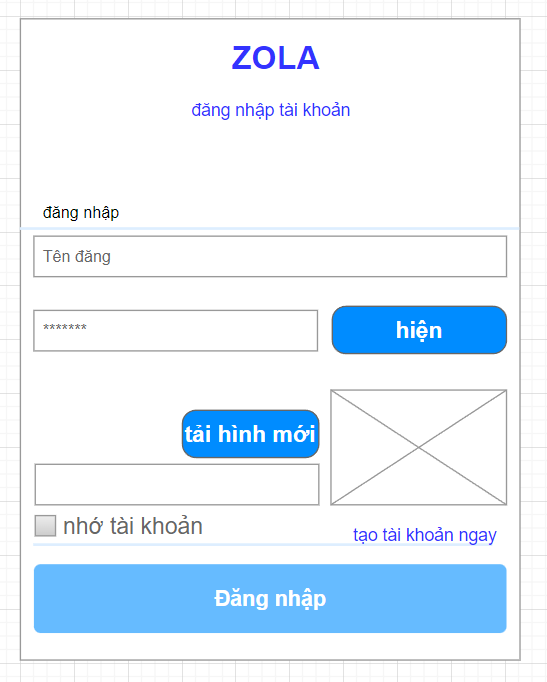 ZOLA
đăng nhập tài khoản
đăng nhập
Tên đăng
*******
hiện
tải hình mới
nhớ tài khoản
tạo tài khoản ngay
Đăng nhập